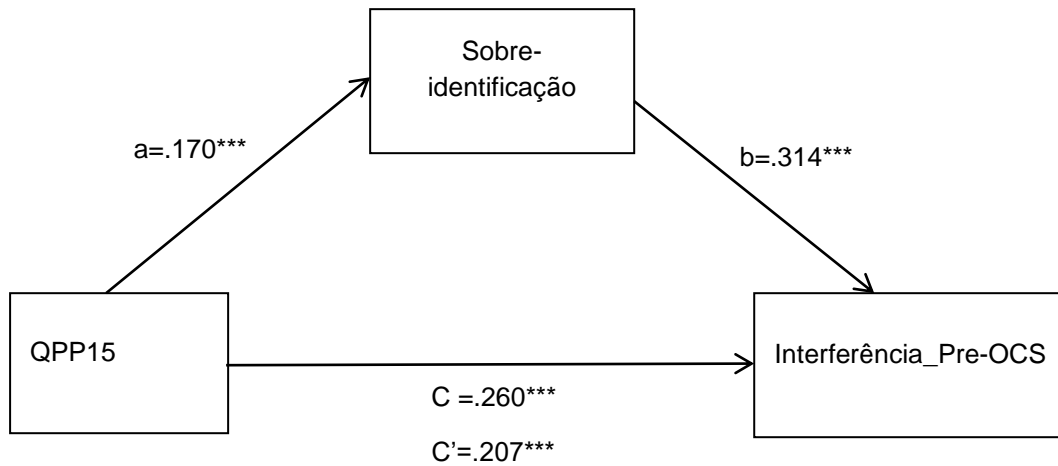 Sobre-
identificação
a=.170***
b=.314***
QPP15
Interferência_Pre-OCS
C =.260***
C’=.207***